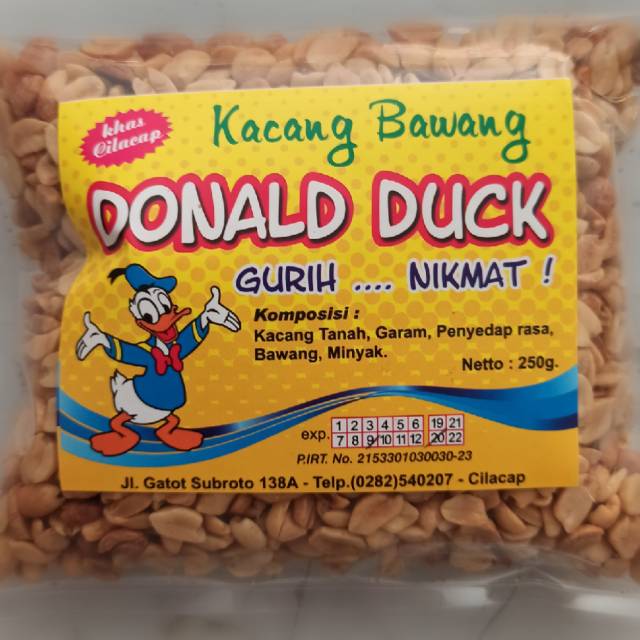 khas
Cilacap
Kacang Bawang
DONALD DUCK
GURIH .... NIKMAT !
Komposisi :
Kacang Tanah, Garam, Penyedap rasa,
Bawang, Minyak.
Netto : 250g.
exp. 1 2 3 4 5 6 19 21
7 8 9 10 11 12 20 22
P.IRT. No. 2153301030030-23
Jl. Gatot Subroto 138A - Telp.(0282)540207 - Cilacap